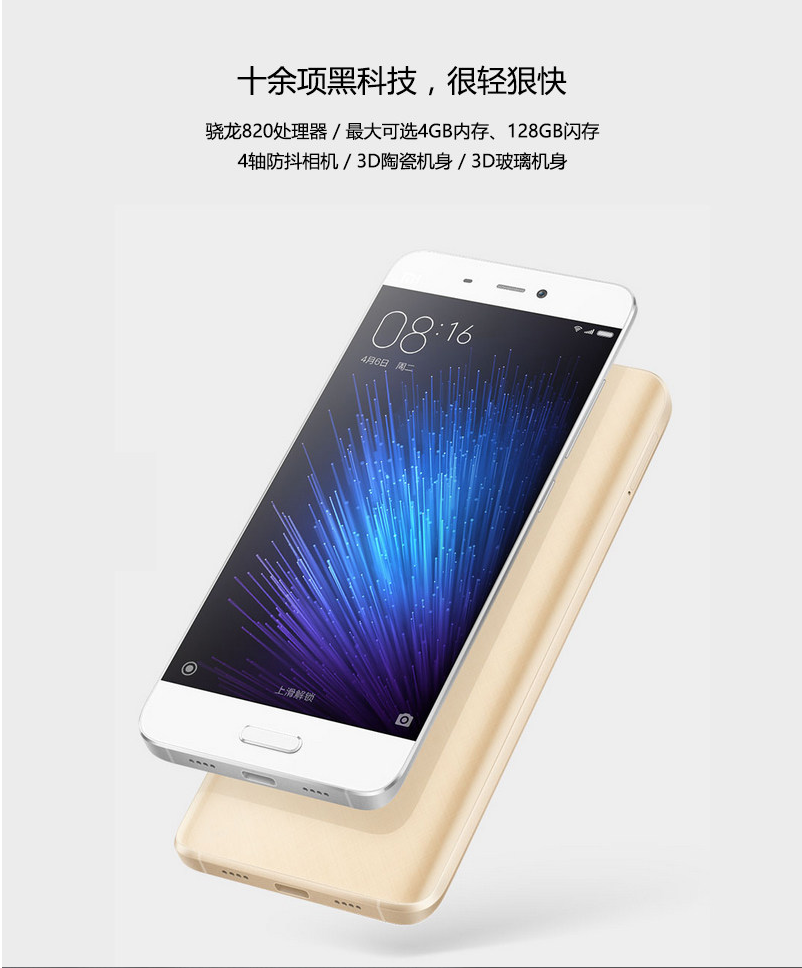 十余项黑科技，很轻狠快
骁龙820处理器 / 最大可选4GB内存、128GB闪存
4轴防抖相机 / 3D陶瓷机身 / 3D玻璃机身
08:16
4月6日 周二
上滑解锁